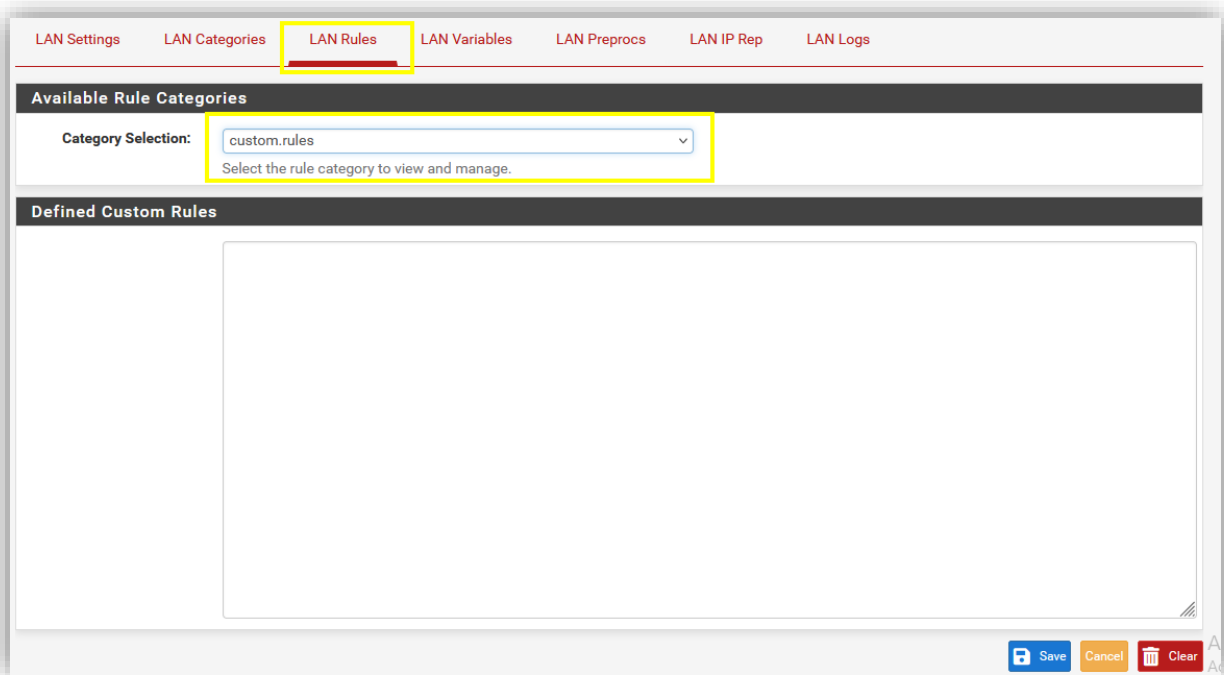 LAN Settings LAN Categories LAN Rules LAN Variables LAN Preprocs LAN IP Rep LAN Logs
Available Rule Categories
Category Selection: custom.rules
Select the rule category to view and manage.
Defined Custom Rules
Save Cancel Clear